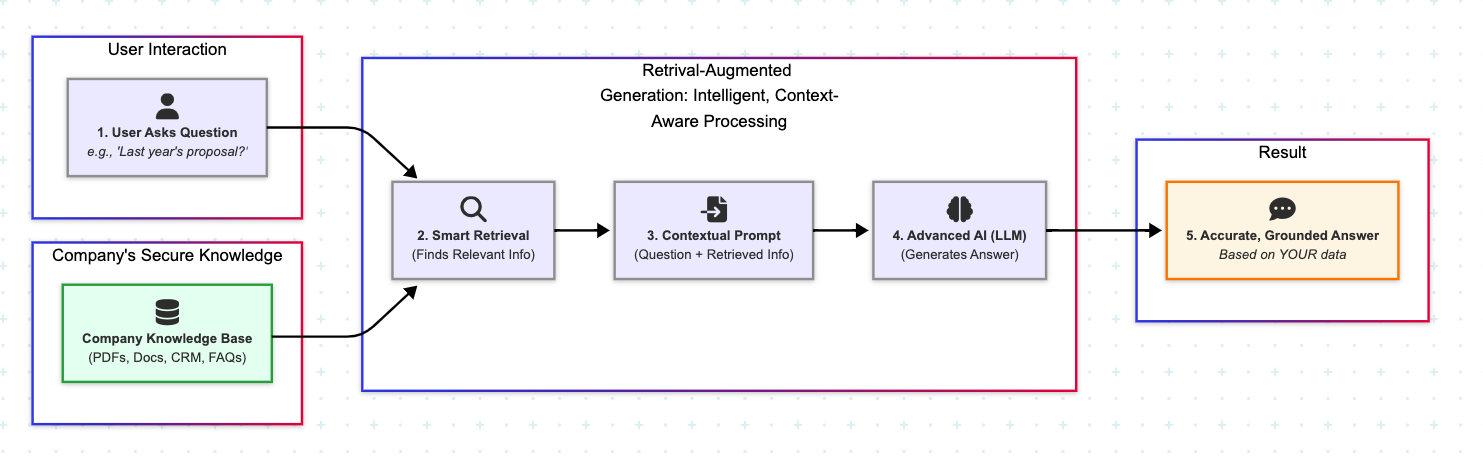 User Interaction
1. User Asks Question
e.g., 'Last year's proposal?'
Company's Secure Knowledge
Company Knowledge Base
(PDFs, Docs, CRM, FAQs)
Retrival-Augmented
Generation: Intelligent, Context-
Aware Processing
2. Smart Retrieval
(Finds Relevant Info)
3. Contextual Prompt
(Question + Retrieved Info)
4. Advanced AI (LLM)
(Generates Answer)
Result
5. Accurate, Grounded Answer
Based on YOUR data